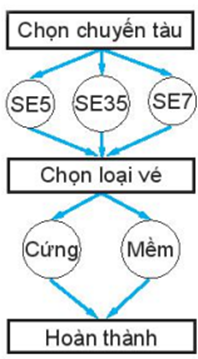 Chọn chuyến tàu
SE5 SE35 SE7
Chọn loại vé
Cứng Mềm
Hoàn thành